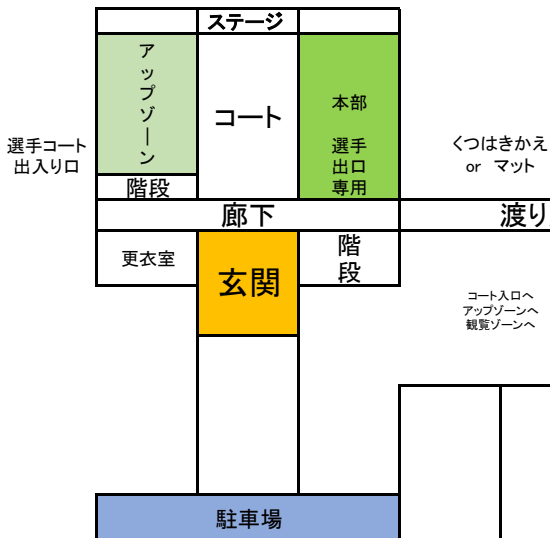 ステージ
アップゾーン
コート
本部
選手
出口
専用
選手コート
出入り口
くつはきかえ
or マット
階段
廊下
渡り
更衣室
玄関
階
段
コート入口へ
アップゾーンへ
観覧ゾーンへ
駐車場